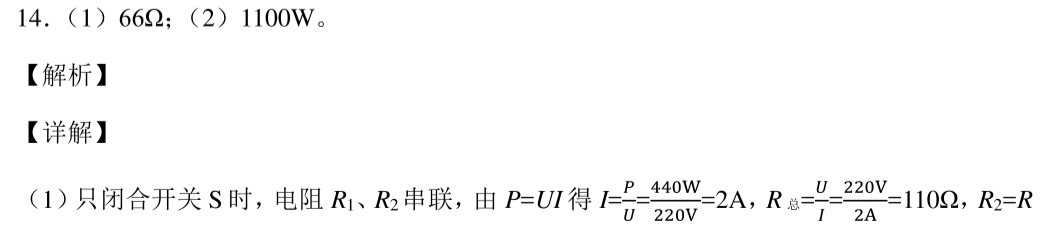 14.（1）66Ω；（2）1100W。
【解析】
【详解】
（1）只闭合开关 S 时，电阻 R₁、R₂ 串联，由 P=UI 得 I=P/U=440W/220V=2A，R总=U/I=220V/2A=110Ω，R₂=R